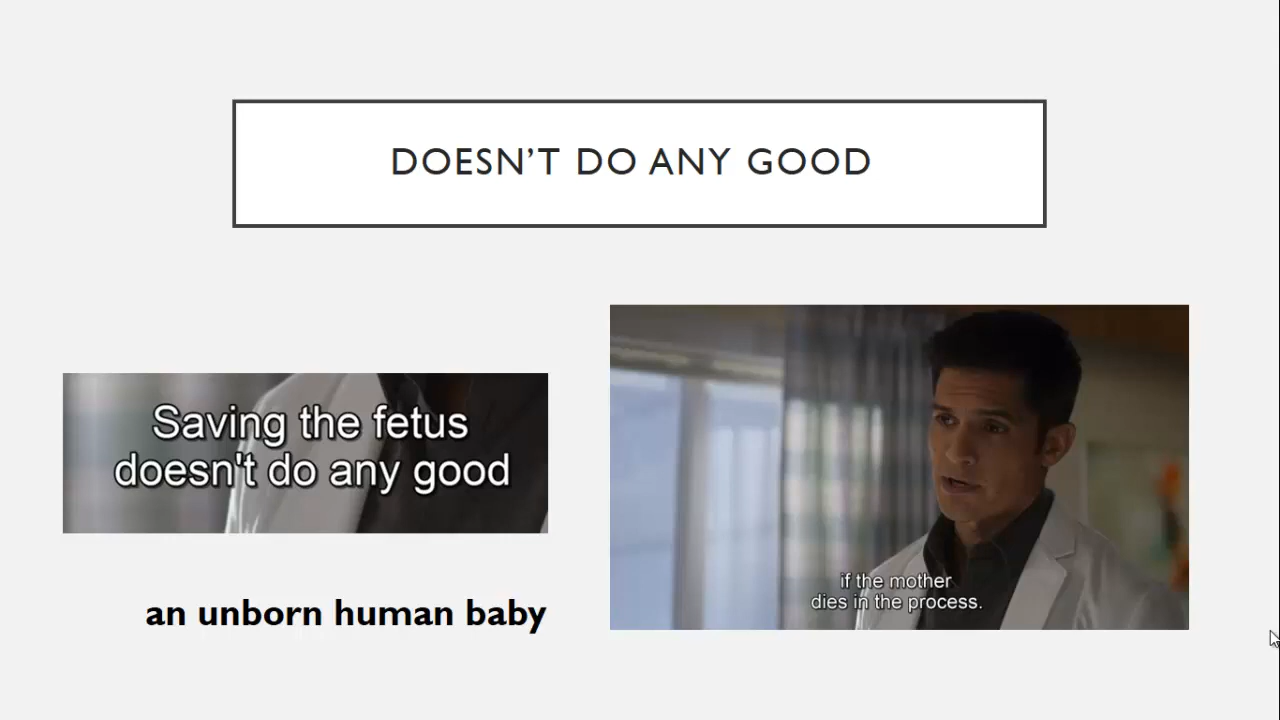 DOESN’T DO ANY GOOD
Saving the fetus
doesn't do any good
an unborn human baby
if the mother
dies in the process.